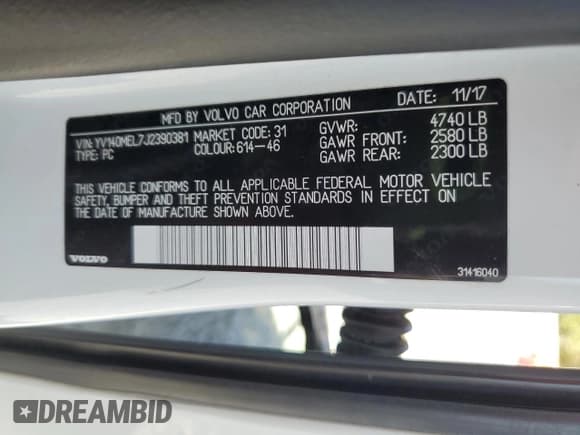 MFD BY VOLVO CAR CORPORATION DATE: 11/17
VIN: YV140MEL7J2390381 MARKET CODE: 31 GVWR: 4740 LB
TYPE: PC COLOUR: 614-46 GAWR FRONT: 2580 LB
GAWR REAR: 2300 LB
THIS VEHICLE CONFORMS TO ALL APPLICABLE FEDERAL MOTOR VEHICLE
SAFETY, BUMPER AND THEFT PREVENTION STANDARDS IN EFFECT ON
THE DATE OF MANUFACTURE SHOWN ABOVE.
VOLVO 31416040
DREAMBID